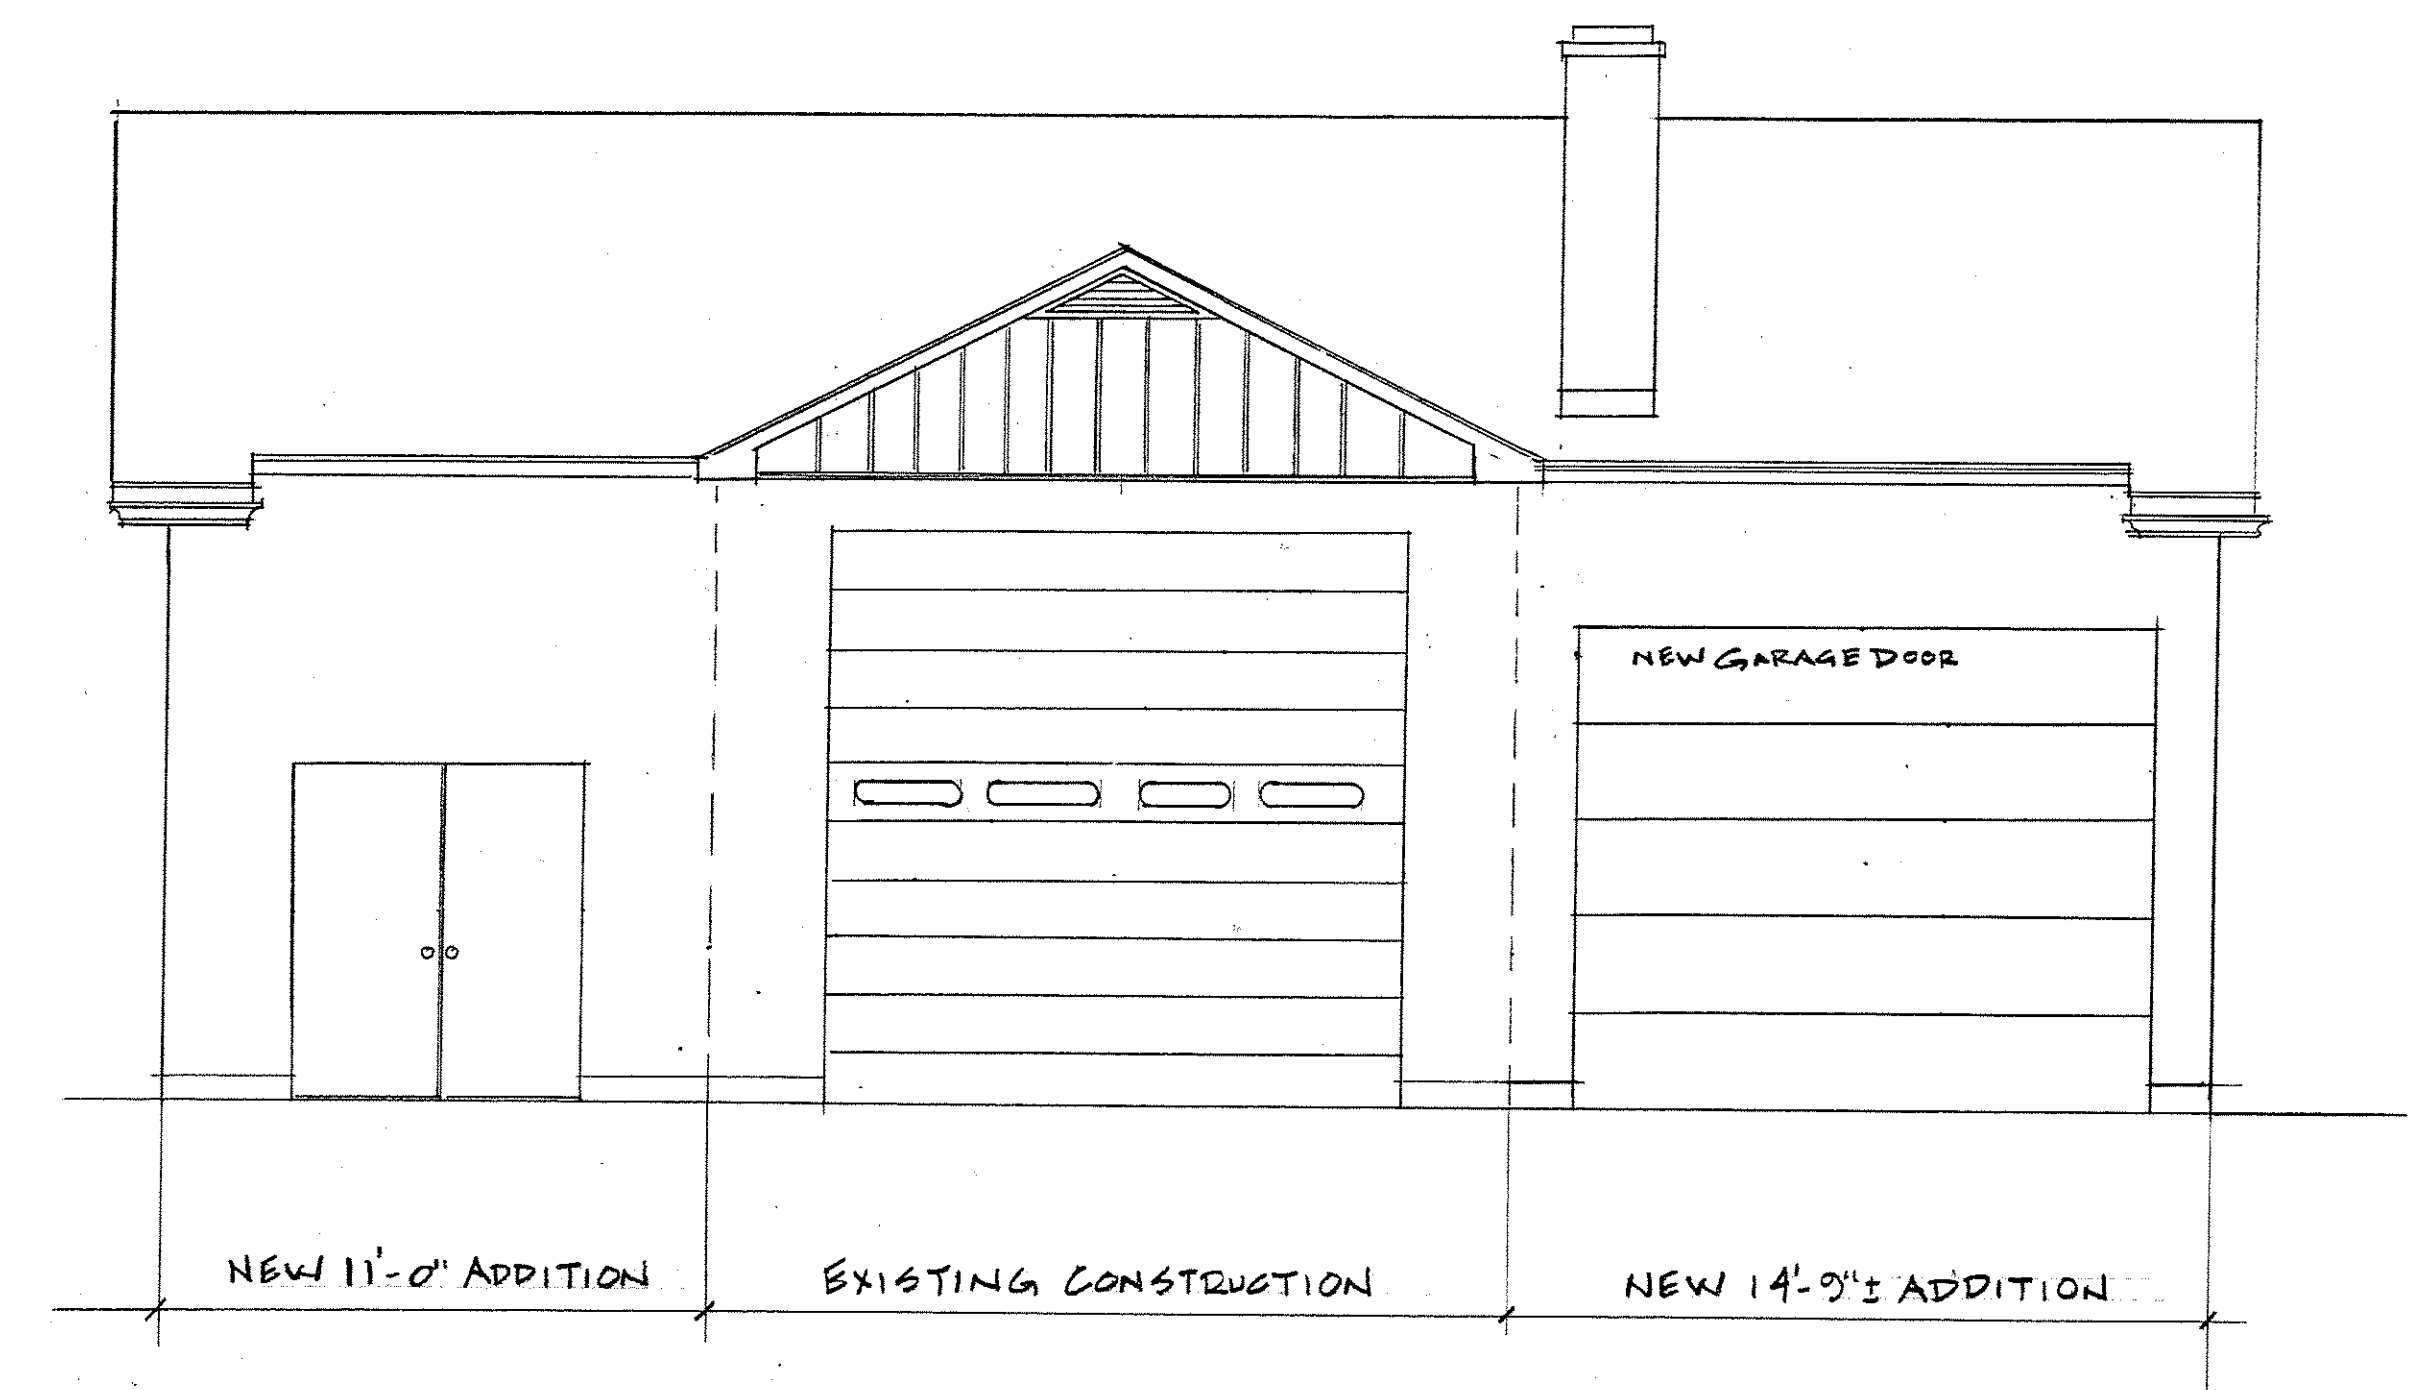 NEW GARAGE DOOR
NEW 11'-0" ADDITION
EXISTING CONSTRUCTION
NEW 14'-9"± ADDITION